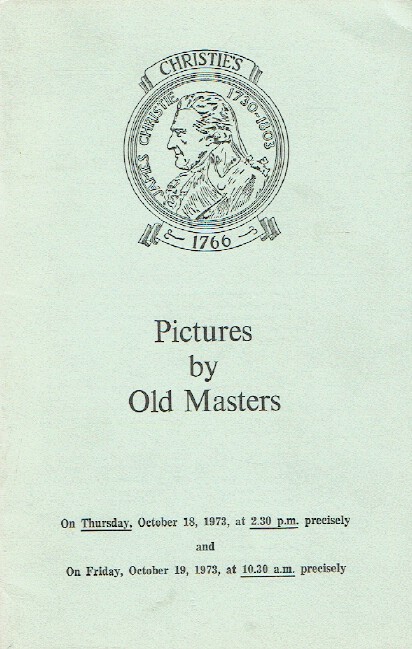 CHRISTIE'S
JAMES CHRISTIE 1730-1803
1766
Pictures
by
Old Masters
On Thursday, October 18, 1973, at 2.30 p.m. precisely
and
On Friday, October 19, 1973, at 10.30 a.m. precisely